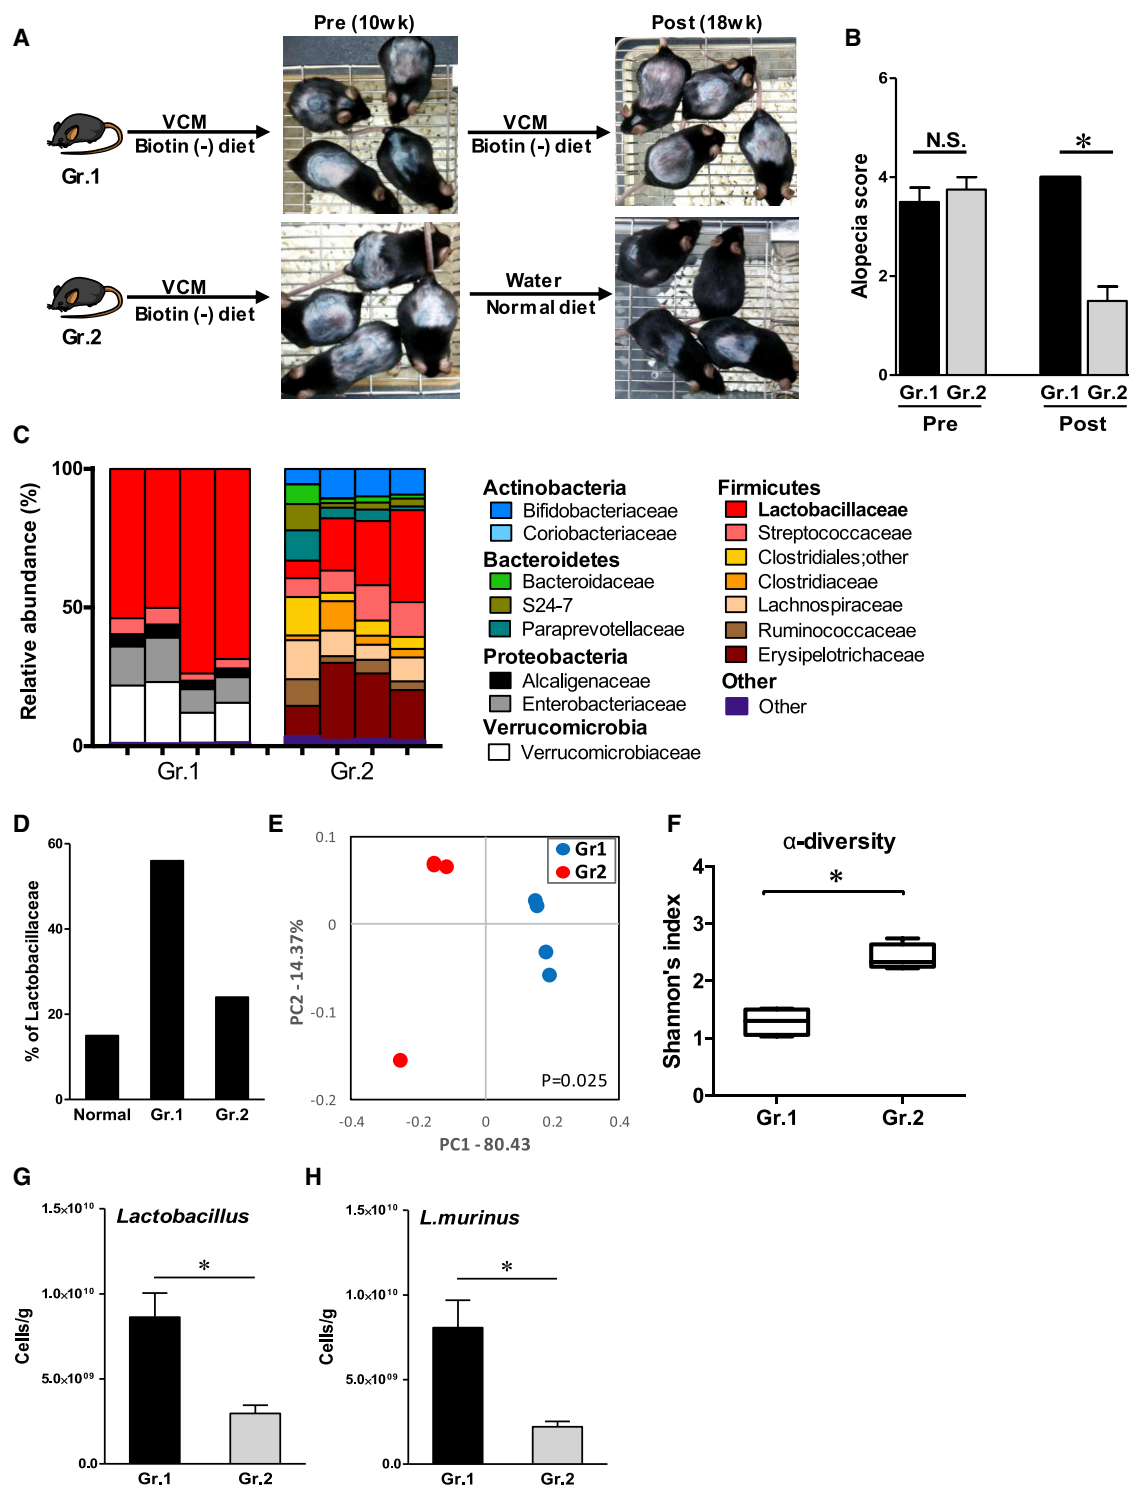 A
Pre (10wk)
Post (18wk)
VCM
Biotin (-) diet
Gr.1
VCM
Biotin (-) diet
VCM
Biotin (-) diet
Gr.2
Water
Normal diet
B
Alopecia score
6
4
2
0
N.S.
*
Gr.1 Gr.2 Gr.1 Gr.2
Pre Post
C
Relative abundance (%)
100
50
0
Gr.1 Gr.2
Actinobacteria
Bifidobacteriaceae
Coriobacteriaceae
Bacteroidetes
Bacteroidaceae
S24-7
Paraprevotellaceae
Proteobacteria
Alcaligenaceae
Enterobacteriaceae
Verrucomicrobia
Verrucomicrobiaceae
Firmicutes
Lactobacillaceae
Streptococcaceae
Clostridiales;other
Clostridiaceae
Lachnospiraceae
Ruminococcaceae
Erysipelotrichaceae
Other
Other
D
% of Lactobacillaceae
60
40
20
0
Normal Gr.1 Gr.2
E
PC2 - 14.37%
0.1
0
-0.1
-0.2
Gr1
Gr2
P=0.025
-0.4 -0.2 0 0.2 0.4
PC1 - 80.43
F
α-diversity
Shannon's index
4
3
2
1
0
*
Gr.1 Gr.2
G
Lactobacillus
Cells/g
1.5×10¹⁰
1.0×10¹⁰
5.0×10⁰⁹
0.0
*
Gr.1 Gr.2
H
L.murinus
Cells/g
1.5×10¹⁰
1.0×10¹⁰
5.0×10⁰⁹
0.0
*
Gr.1 Gr.2